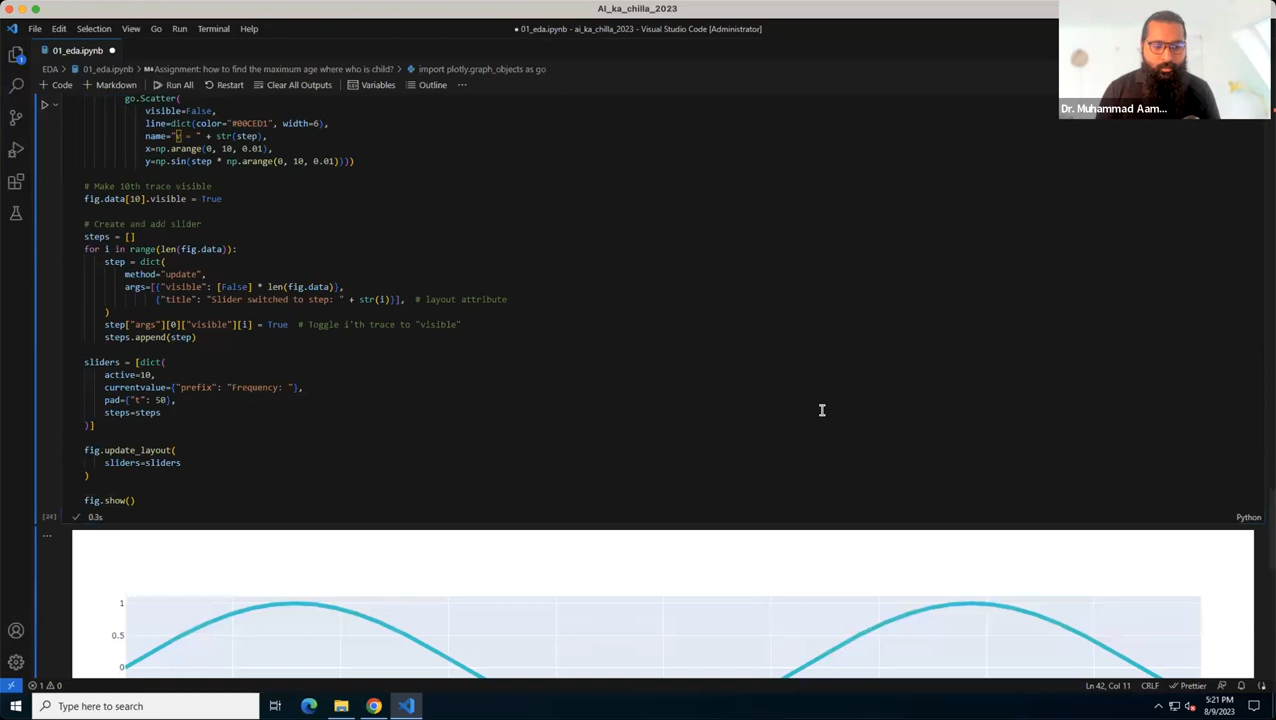 AI_ka_chilla_2023
File Edit Selection View Go Run Terminal Help
● 01_eda.ipynb - ai_ka_chilla_2023 - Visual Studio Code [Administrator]
01_eda.ipynb ●
EDA > 01_eda.ipynb > Assignment: how to find the maximum age where who is child? > import plotly.graph_objects as go
+ Code + Markdown Run All Restart Clear All Outputs Variables Outline ...
go.Scatter(
visible=False,
line=dict(color="#00CED1", width=6),
= " + str(step),
x=np.arange(0, 10, 0.01),
y=np.sin(step * np.arange(0, 10, 0.01))))
# Make 10th trace visible
fig.data[10].visible = True
# Create and add slider
steps = []
for i in range(len(fig.data)):
step = dict(
method="update",
args=[{"visible": [False] * len(fig.data)},
{"title": "Slider switched to step: " + str(i)}], # layout attribute
)
step["args"][0]["visible"][i] = True # Toggle i'th trace to "visible"
steps.append(step)
sliders = [dict(
active=10,
currentvalue={"prefix": "Frequency: "},
pad={"t": 50},
steps=steps
)]
fig.update_layout(
sliders=sliders
)
fig.show()
[24] ✓ 0.3s
Python
...
1
0.5
0
Dr. Muhammad Aam...
1 0
Ln 42, Col 11 CRLF Prettier
Type here to search
5:21 PM
8/9/2023